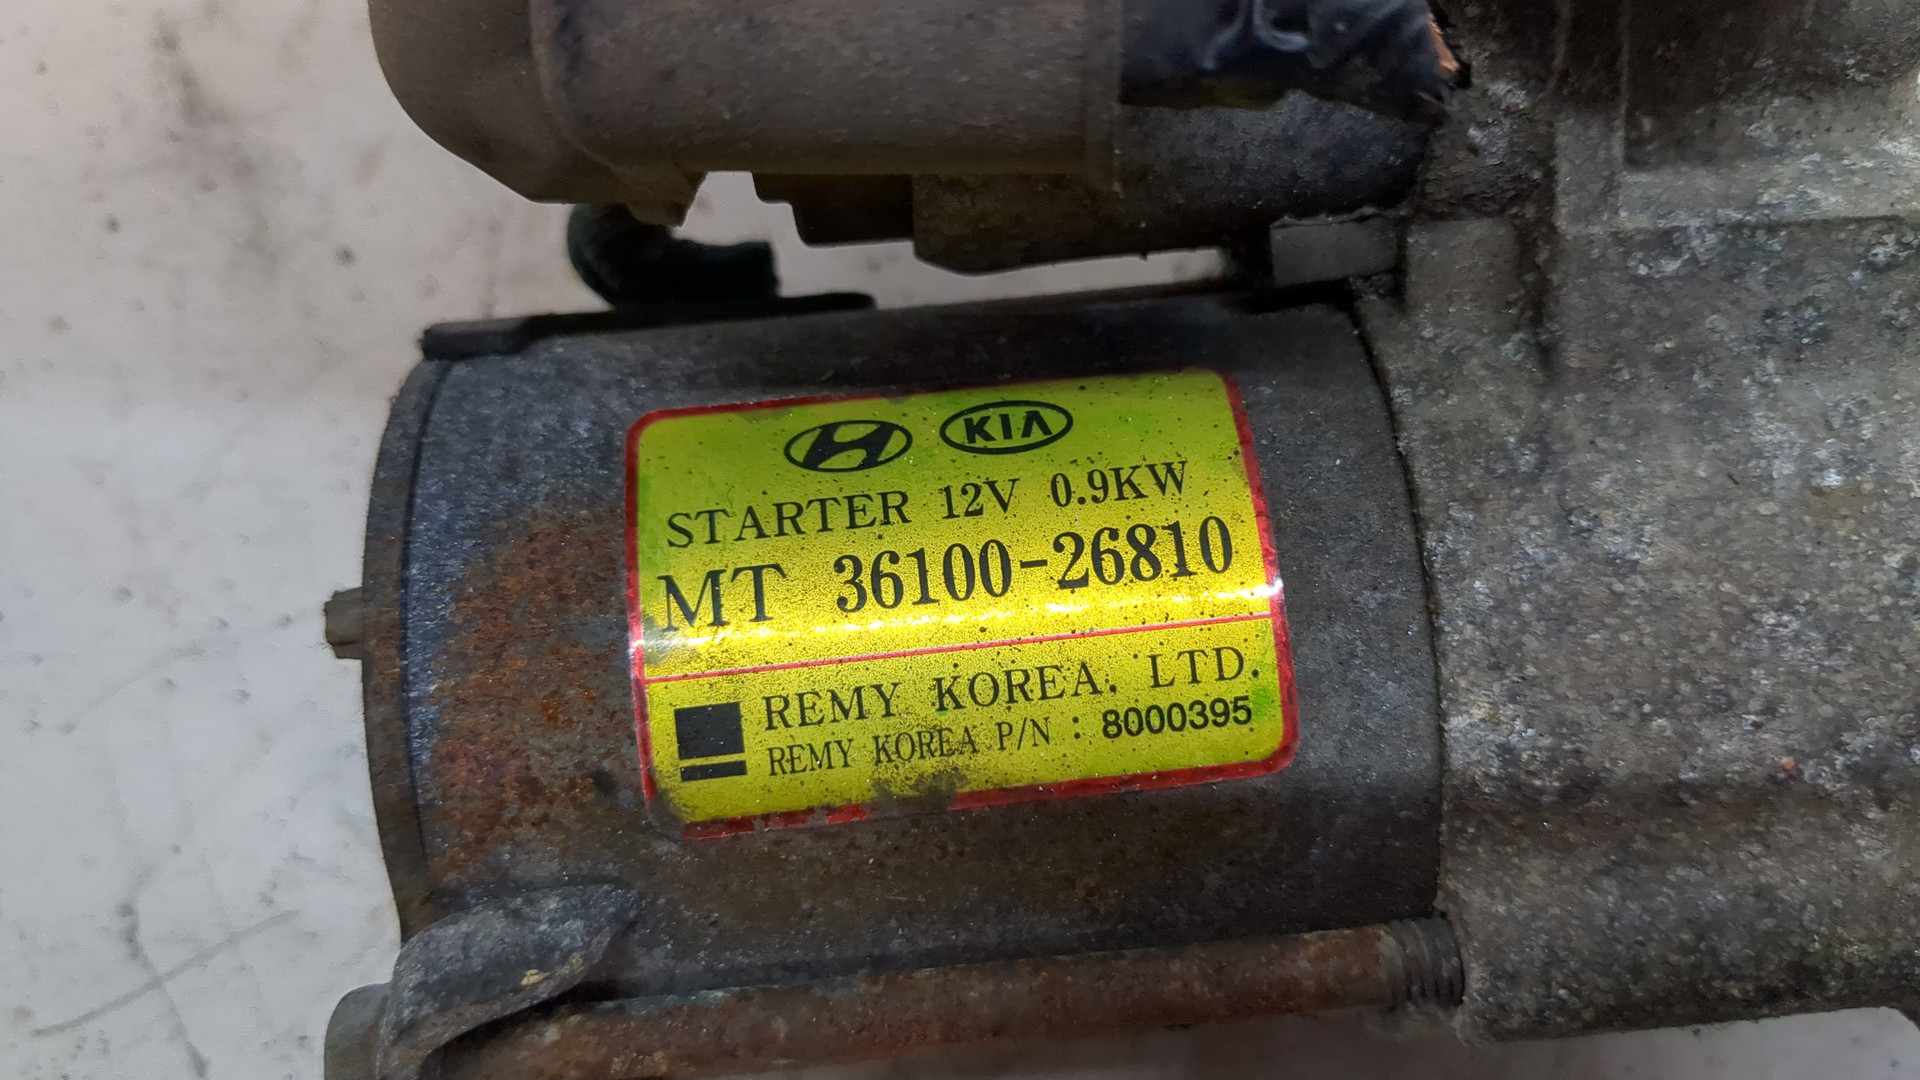 KIA
STARTER 12V 0.9KW
MT 36100-26810
REMY KOREA. LTD.
REMY KOREA P/N : 8000395